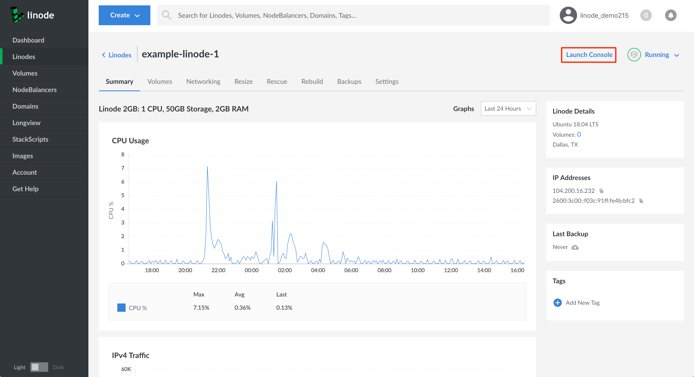 linode
Create
Search for Linodes, Volumes, NodeBalancers, Domains, Tags...
linode_demo215
0
Dashboard
Linodes
Volumes
NodeBalancers
Domains
Longview
StackScripts
Images
Account
Get Help
Light Dark
Linodes
example-linode-1
Launch Console
Running
Summary Volumes Networking Resize Rescue Rebuild Backups Settings
Linode 2GB: 1 CPU, 50GB Storage, 2GB RAM
Graphs
Last 24 Hours
CPU Usage
CPU %
8
7
6
5
4
3
2
1
0
18:00 20:00 22:00 00:00 02:00 04:00 06:00 08:00 10:00 12:00 14:00 16:00
Max Avg Last
CPU % 7.15% 0.36% 0.13%
IPv4 Traffic
60K
Linode Details
Ubuntu 18.04 LTS
Volumes: 0
Dallas, TX
IP Addresses
104.200.16.232
2600:3c00::f03c:91ff:fe4b:bfc2
Last Backup
Never
Tags
Add New Tag